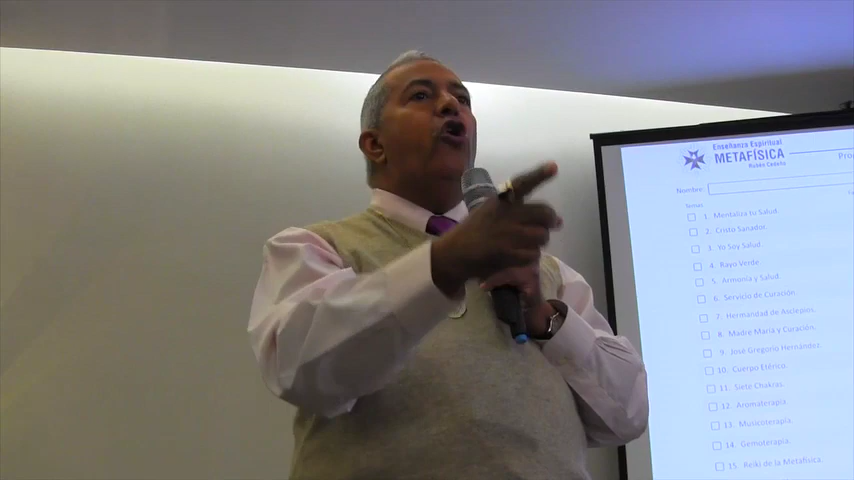 Enseñanza Espiritual
METAFÍSICA
Rubén Cedeño
Pro
Nombre:
Temas
1. Mentaliza tu Salud.
2. Cristo Sanador.
3. Yo Soy Salud.
4. Rayo Verde
5. Armonía y Salud.
6. Servicio de Curación.
7. Hermandad de Asclepios.
8. Madre María y Curación.
9. José Gregorio Hernández.
10. Cuerpo Etérico.
11. Siete Chakras.
12. Aromaterapia.
13. Musicoterapia.
14. Gemoterapia.
15. Reiki de la Metafísica.